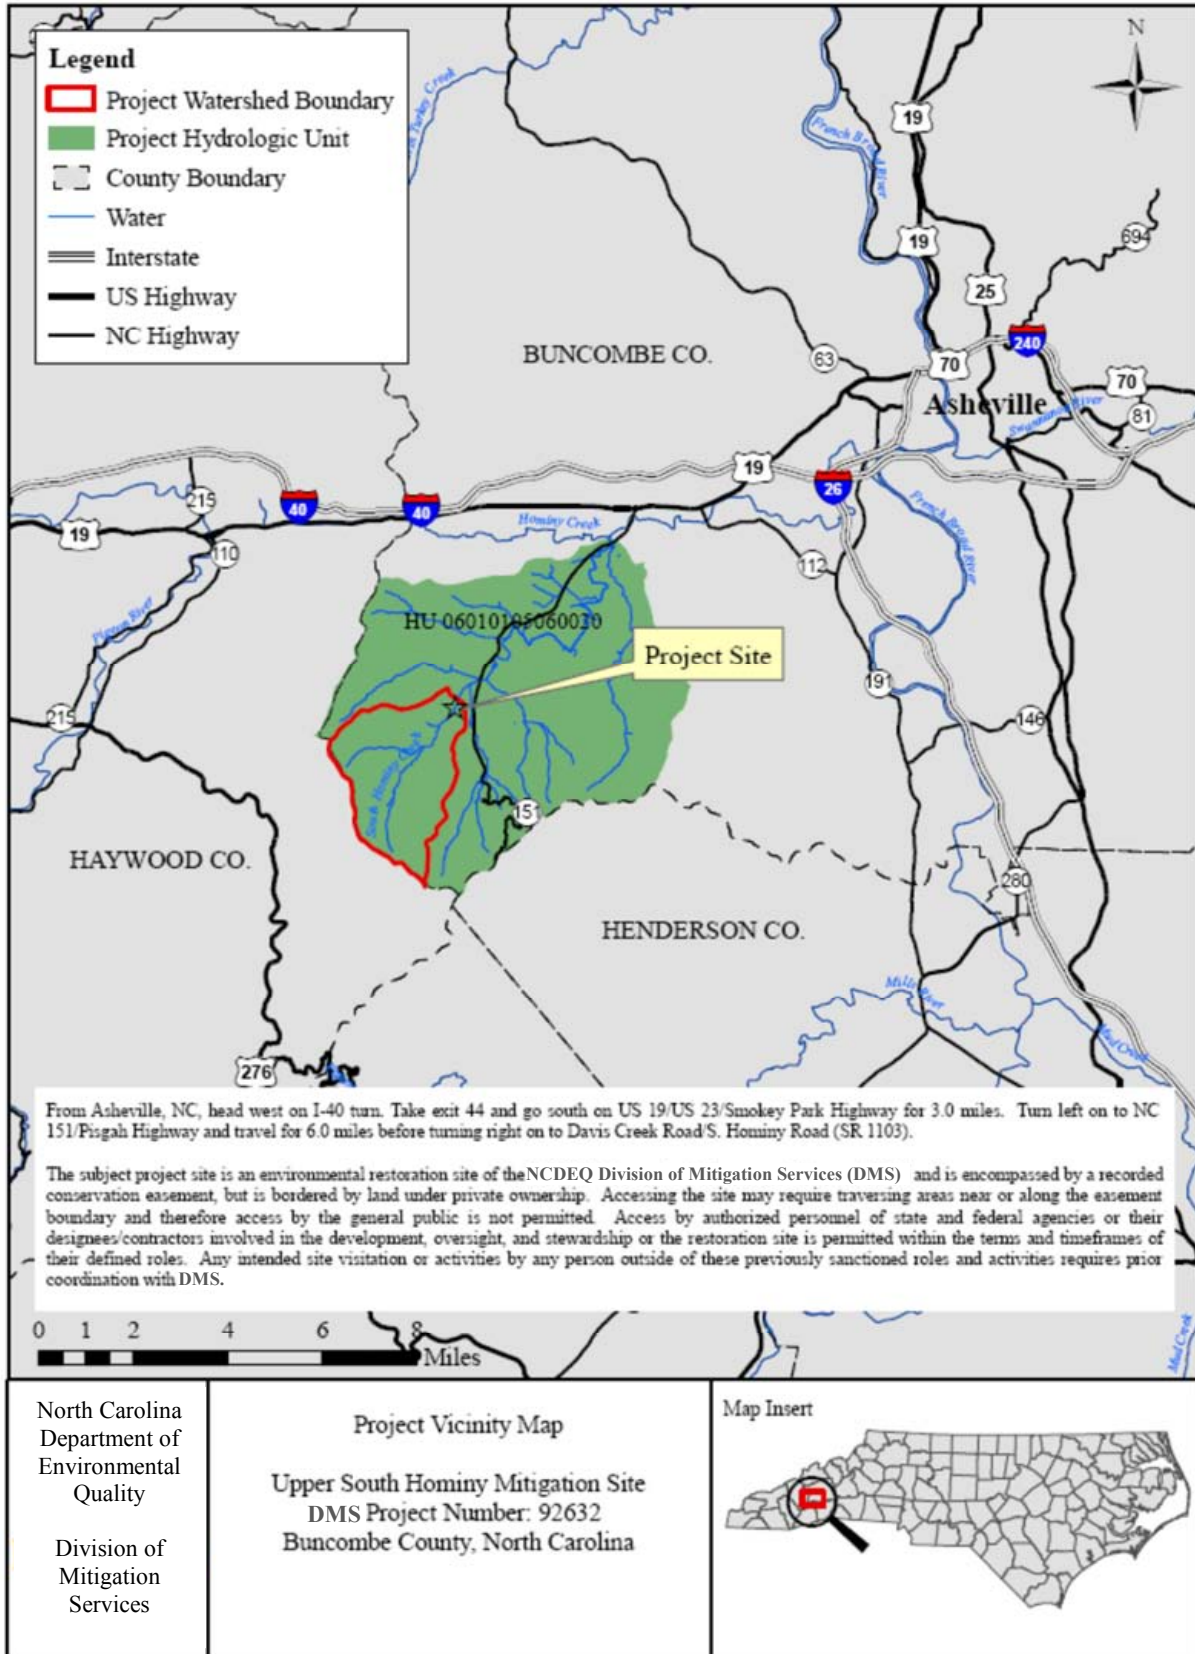 N
Legend
Project Watershed Boundary
Project Hydrologic Unit
County Boundary
Water
Interstate
US Highway
NC Highway
Turkey Creek
French Broad River
19
19
25
694
240
BUNCOMBE CO.
63
70
70
Asheville
81
Swannanoa River
19
26
215
40
40
Hominy Creek
French Broad River
19
110
112
Pigeon River
HU 06010105060020
Project Site
191
215
146
South Hominy Creek
151
HAYWOOD CO.
280
HENDERSON CO.
Mills River
Mud Creek
276
From Asheville, NC, head west on I-40 turn. Take exit 44 and go south on US 19/US 23/Smokey Park Highway for 3.0 miles. Turn left on to NC
151/Pisgah Highway and travel for 6.0 miles before turning right on to Davis Creek Road/S. Hominy Road (SR 1103).
The subject project site is an environmental restoration site of the NCDEQ Division of Mitigation Services (DMS) and is encompassed by a recorded
conservation easement, but is bordered by land under private ownership. Accessing the site may require traversing areas near or along the easement
boundary and therefore access by the general public is not permitted. Access by authorized personnel of state and federal agencies or their
designees/contractors involved in the development, oversight, and stewardship or the restoration site is permitted within the terms and timeframes of
their defined roles. Any intended site visitation or activities by any person outside of these previously sanctioned roles and activities requires prior
coordination with DMS.
0 1 2 4 6 8
Miles
Mud Creek
North Carolina
Department of
Environmental
Quality
Division of
Mitigation
Services
Project Vicinity Map
Upper South Hominy Mitigation Site
DMS Project Number: 92632
Buncombe County, North Carolina
Map Insert